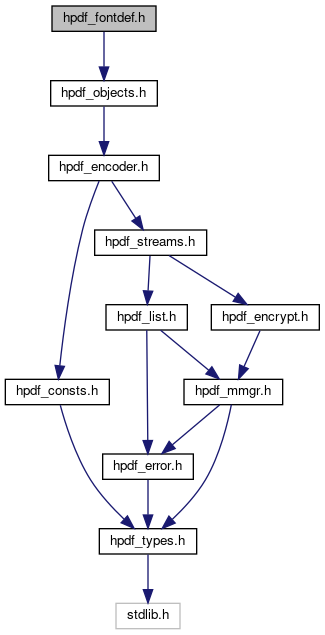 hpdf_fontdef.h
hpdf_objects.h
hpdf_encoder.h
hpdf_streams.h
hpdf_list.h
hpdf_encrypt.h
hpdf_consts.h
hpdf_mmgr.h
hpdf_error.h
hpdf_types.h
stdlib.h